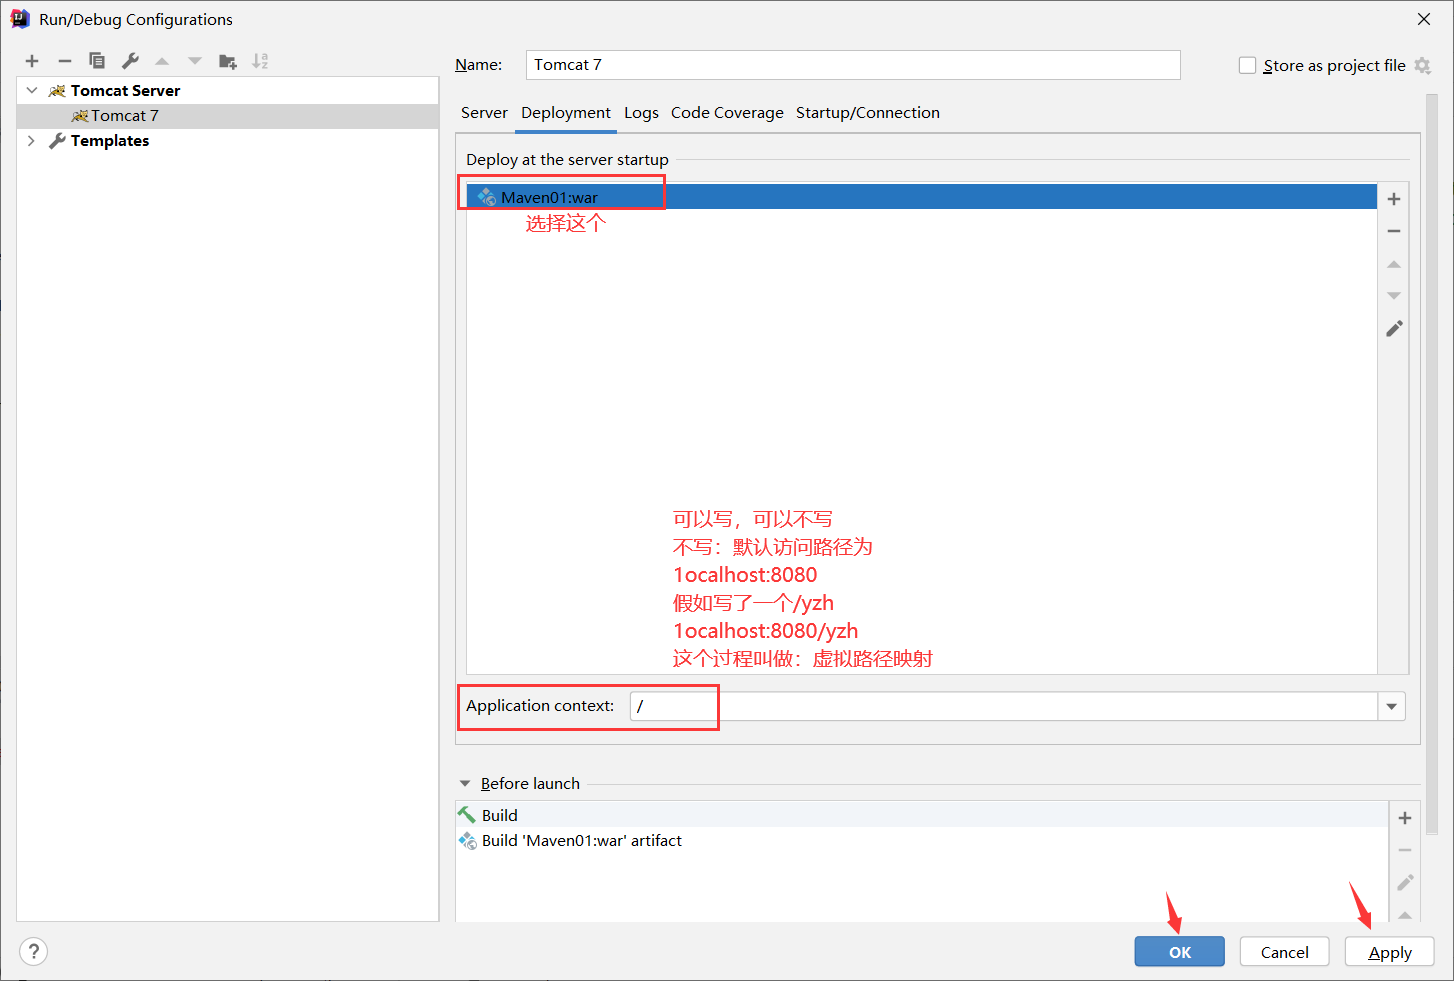 Run/Debug Configurations
Tomcat Server
Tomcat 7
Templates
Name:
Tomcat 7
Store as project file
Server
Deployment
Logs
Code Coverage
Startup/Connection
Deploy at the server startup
Maven01:war
选择这个
可以写，可以不写
不写：默认访问路径为
1ocalhost:8080
假如写了一个/yzh
1ocalhost:8080/yzh
这个过程叫做：虚拟路径映射
Application context:
/
Before launch
Build
Build 'Maven01:war' artifact
?
OK
Cancel
Apply